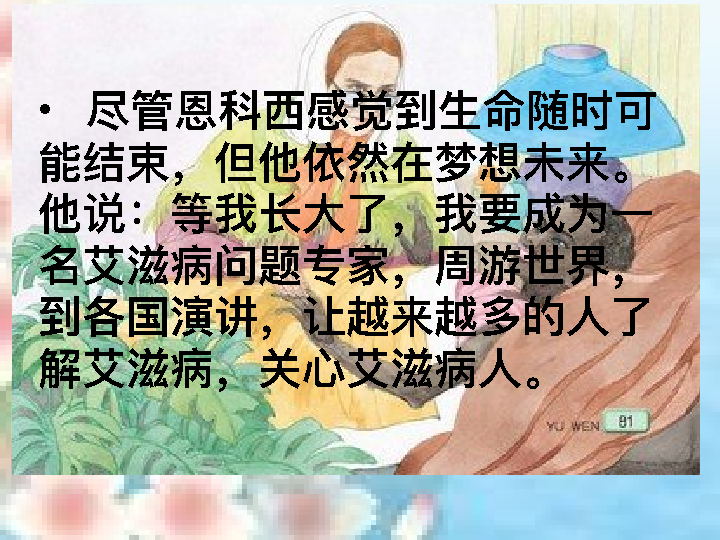 • 尽管恩科西感觉到生命随时可
能结束，但他依然在梦想未来。
他说：等我长大了，我要成为一
名艾滋病问题专家，周游世界，
到各国演讲，让越来越多的人了
解艾滋病，关心艾滋病人。
YU WEN 81